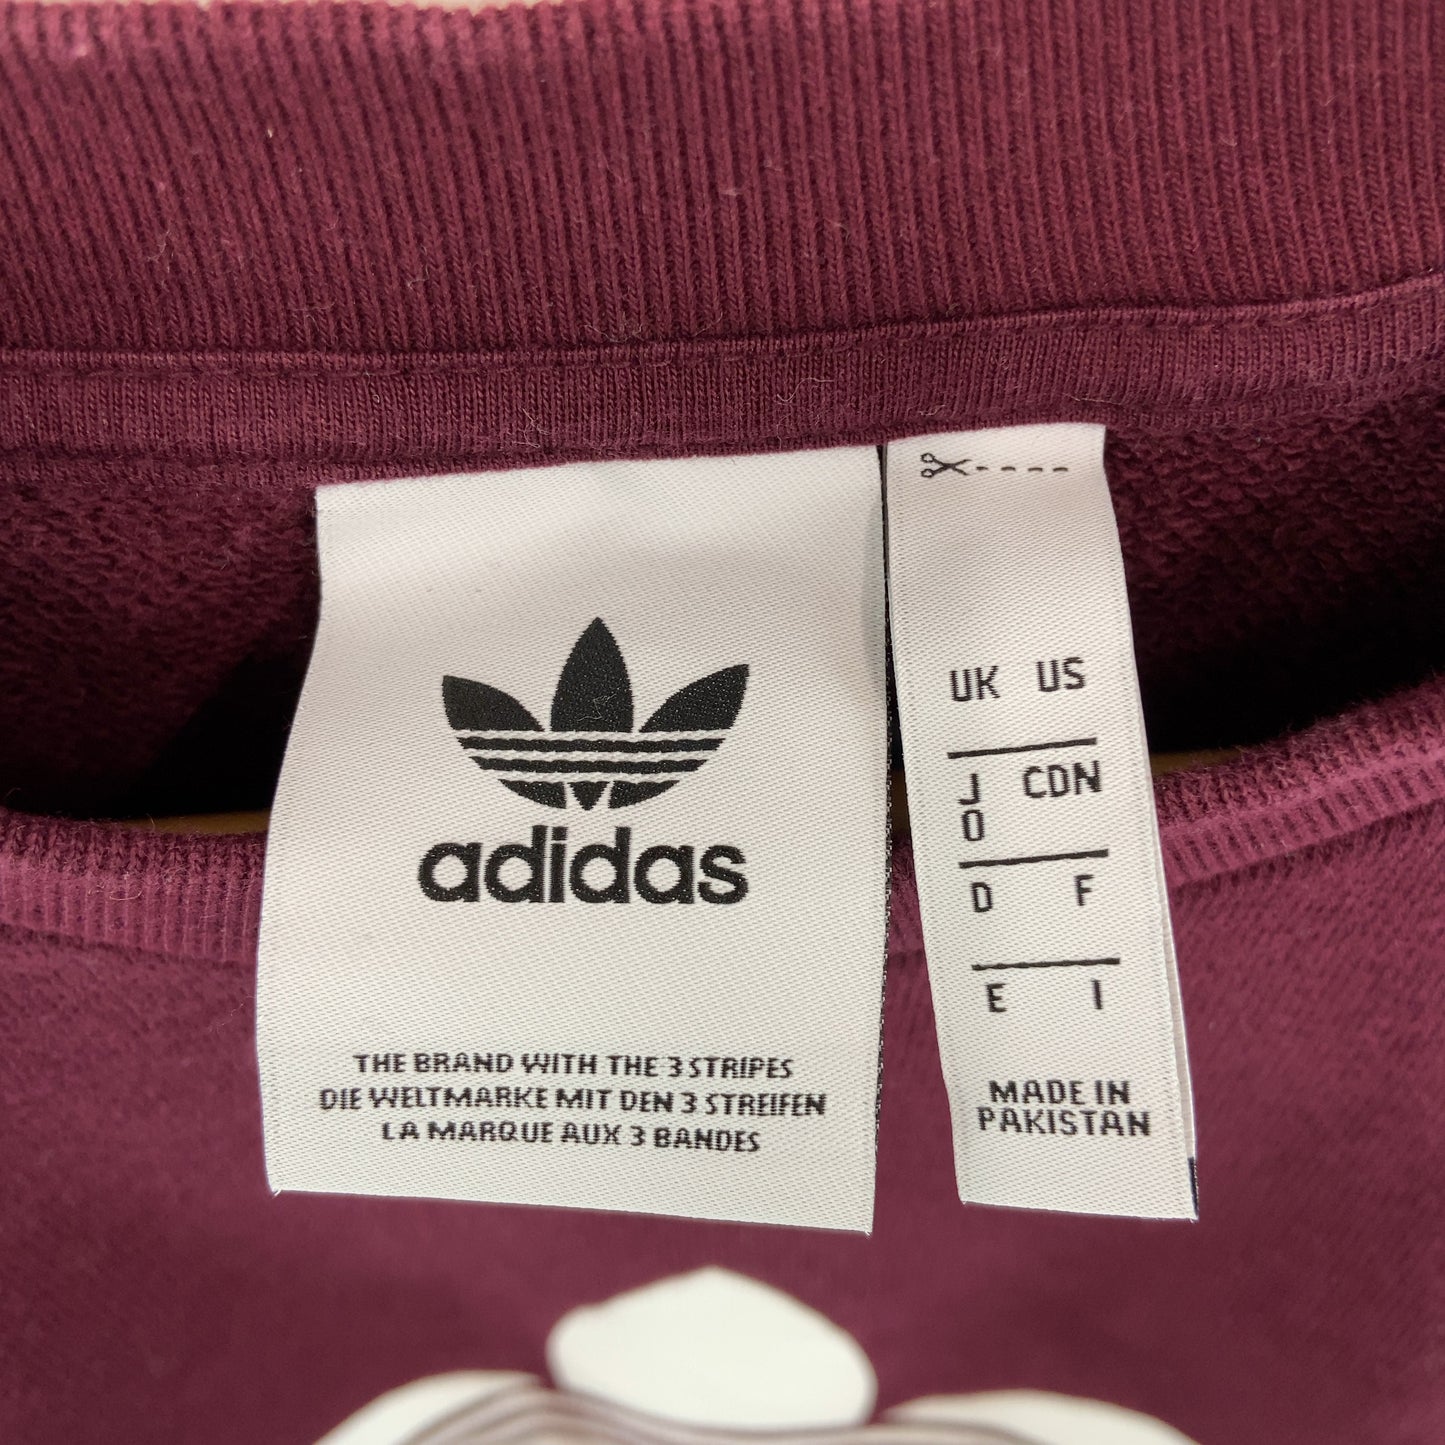 adidas
THE BRAND WITH THE 3 STRIPES
DIE WELTMARKE MIT DEN 3 STREIFEN
LA MARQUE AUX 3 BANDES
UK US
J
O CDN
D F
E I
MADE IN
PAKISTAN